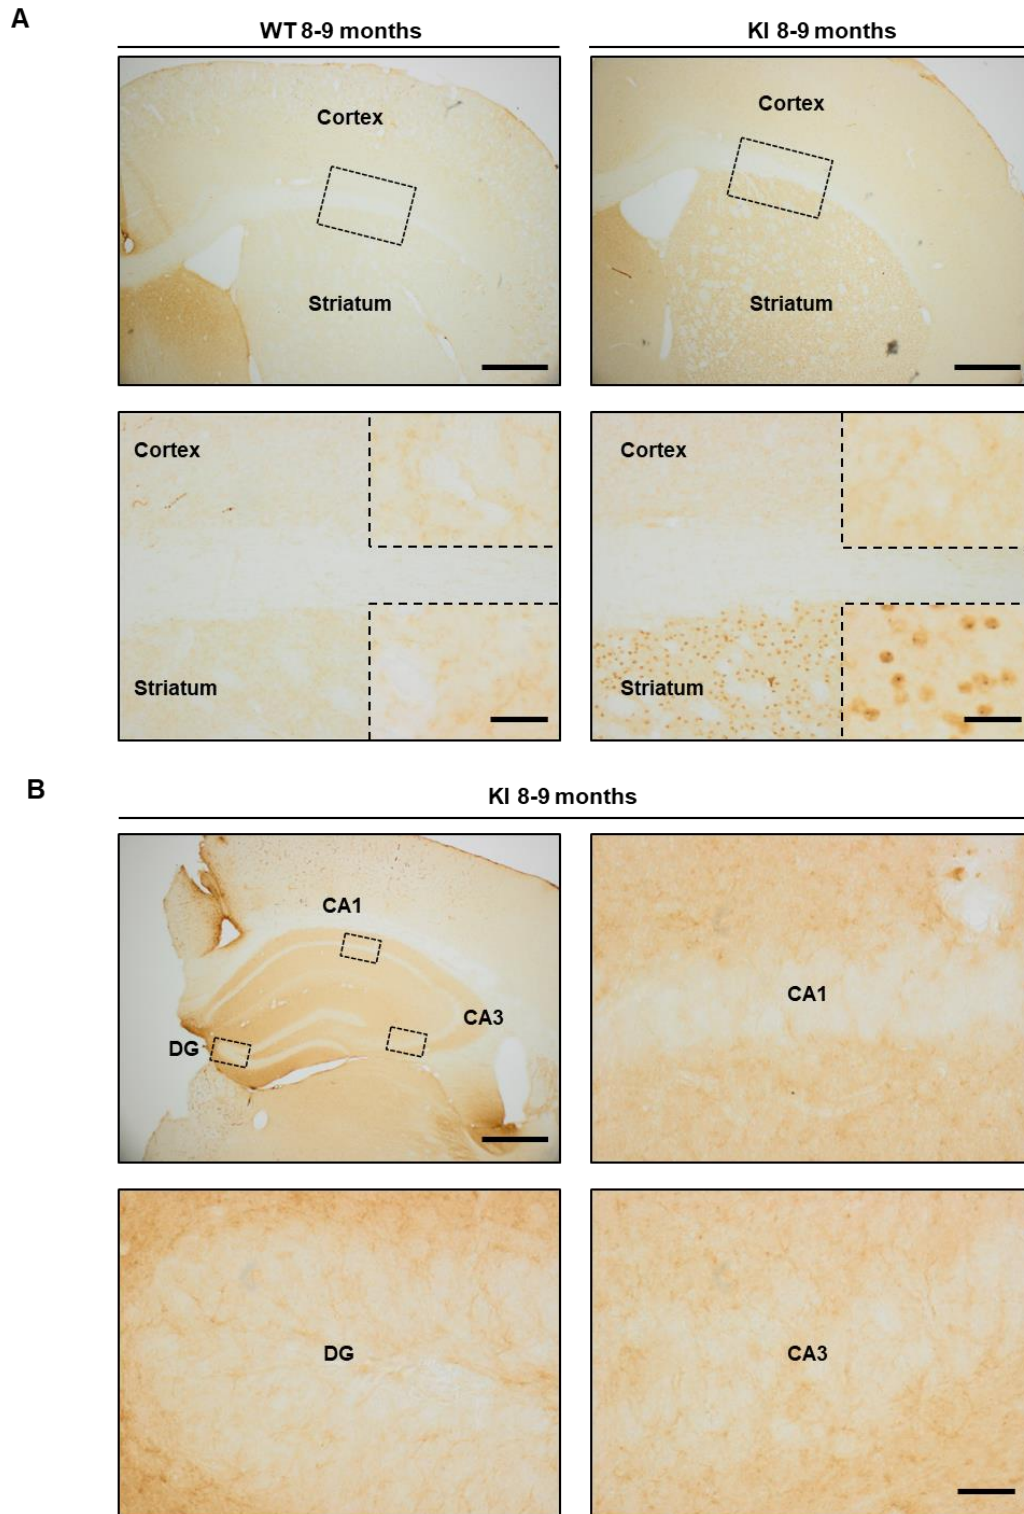 A
WT 8-9 months
KI 8-9 months
Cortex
Cortex
Striatum
Striatum
Cortex
Cortex
Striatum
Striatum
B
KI 8-9 months
CA1
CA3
DG
CA1
DG
CA3